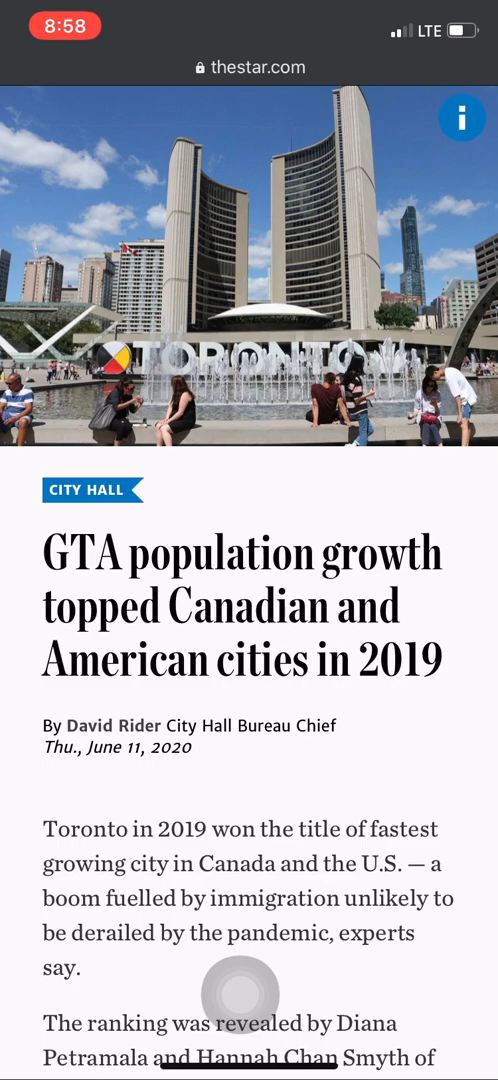 8:58
LTE
thestar.com
i
TORONTO
CITY HALL
GTA population growth
topped Canadian and
American cities in 2019
By David Rider City Hall Bureau Chief
Thu., June 11, 2020
Toronto in 2019 won the title of fastest
growing city in Canada and the U.S. — a
boom fuelled by immigration unlikely to
be derailed by the pandemic, experts
say.
The ranking was revealed by Diana
Petramala and Hannah Chan Smyth of